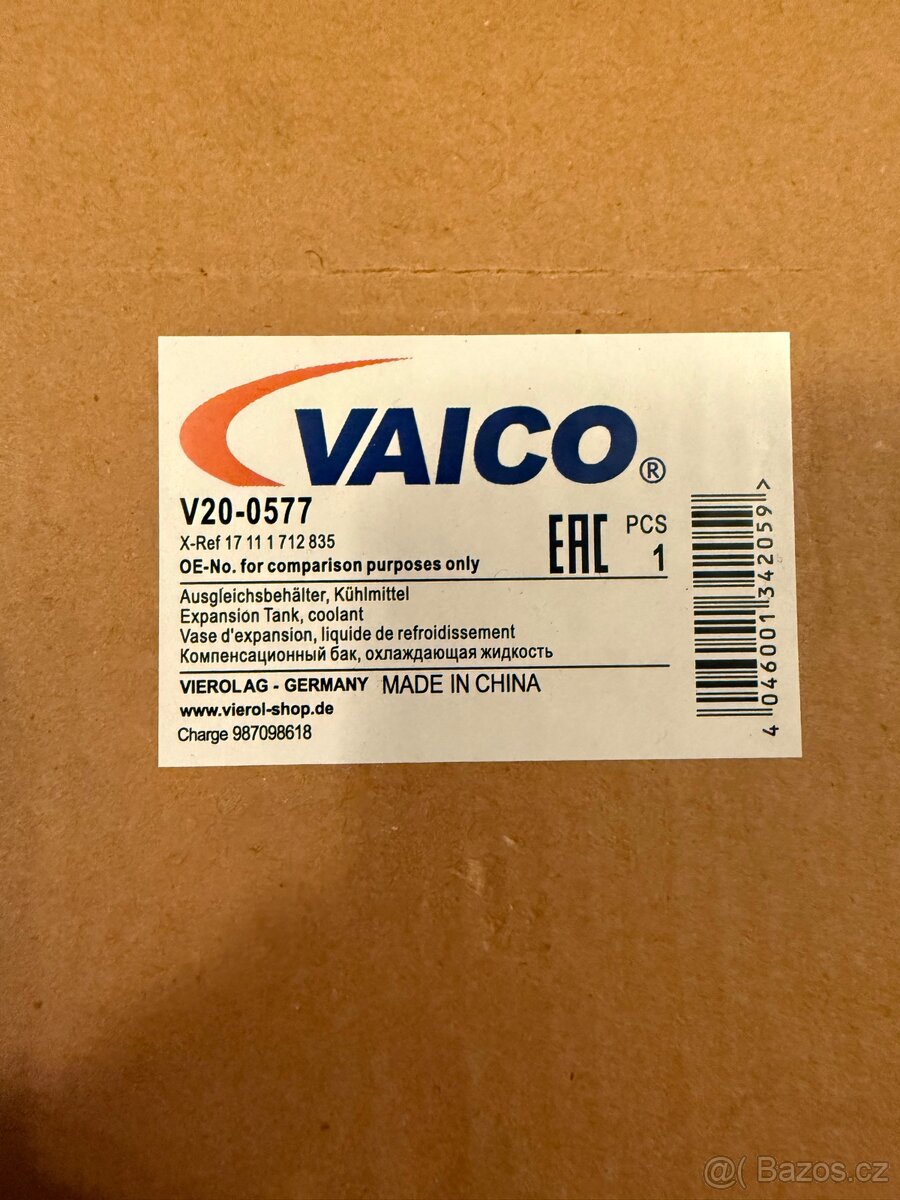 VAICO®
V20-0577
X-Ref 17 11 1 712 835
OE-No. for comparison purposes only
EAC
PCS
1
Ausgleichsbehälter, Kühlmittel
Expansion Tank, coolant
Vase d'expansion, liquide de refroidissement
Компенсационный бак, охлаждающая жидкость
VIEROLAG - GERMANY MADE IN CHINA
www.vierol-shop.de
Charge 987098618
4 046001 342059 >
@( Bazos.cz